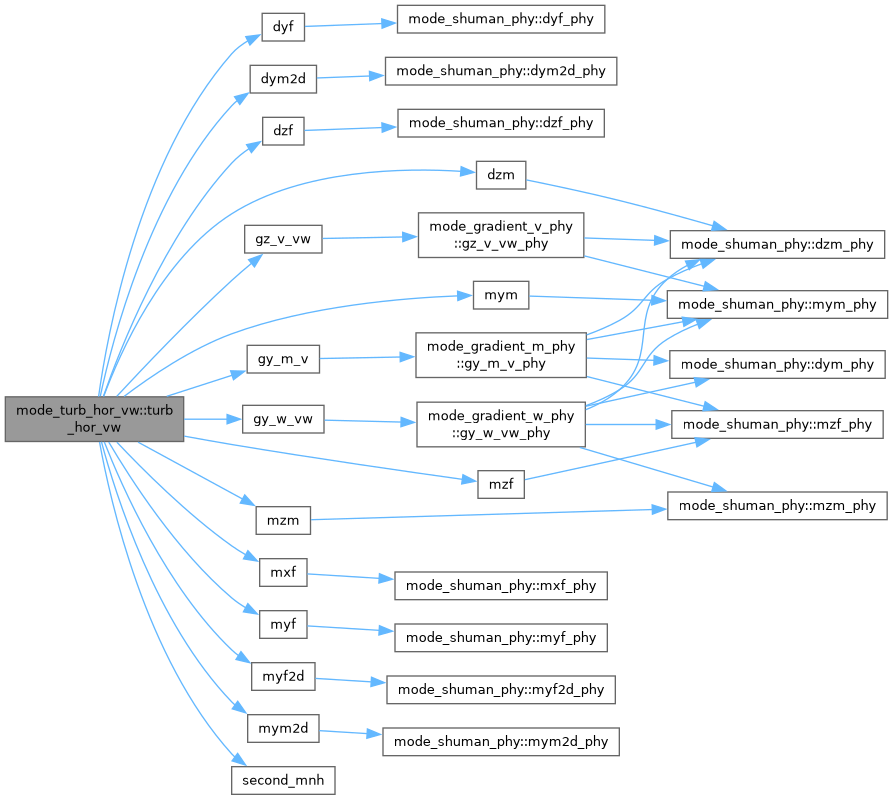 dyf
mode_shuman_phy::dyf_phy
dym2d
mode_shuman_phy::dym2d_phy
dzf
mode_shuman_phy::dzf_phy
dzm
gz_v_vw
mode_gradient_v_phy
::gz_v_vw_phy
mode_shuman_phy::dzm_phy
mym
mode_shuman_phy::mym_phy
gy_m_v
mode_gradient_m_phy
::gy_m_v_phy
mode_shuman_phy::dym_phy
mode_turb_hor_vw::turb
_hor_vw
gy_w_vw
mode_gradient_w_phy
::gy_w_vw_phy
mode_shuman_phy::mzf_phy
mzf
mzm
mode_shuman_phy::mzm_phy
mxf
mode_shuman_phy::mxf_phy
myf
mode_shuman_phy::myf_phy
myf2d
mode_shuman_phy::myf2d_phy
mym2d
mode_shuman_phy::mym2d_phy
second_mnh